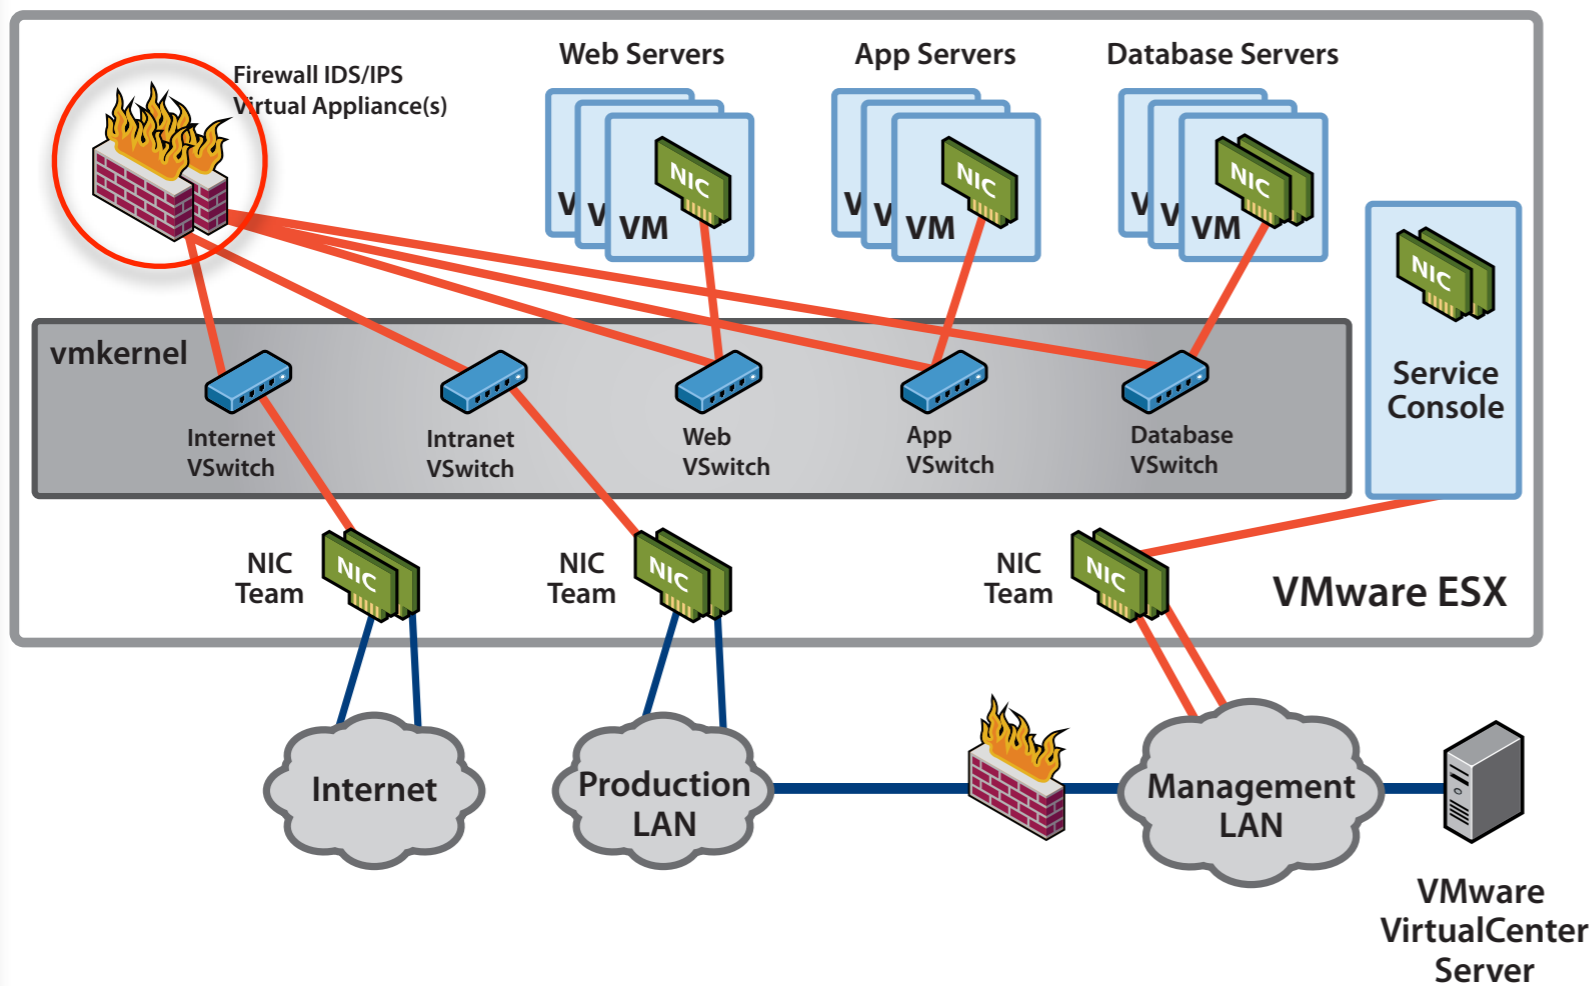 Web Servers
App Servers
Database Servers
Firewall IDS/IPS
Virtual Appliance(s)
NIC
V
V
VM
NIC
V
V
VM
NIC
V
V
VM
NIC
Service
Console
vmkernel
Internet
VSwitch
Intranet
VSwitch
Web
VSwitch
App
VSwitch
Database
VSwitch
NIC
Team
NIC
NIC
Team
NIC
NIC
Team
NIC
VMware ESX
Internet
Production
LAN
Management
LAN
VMware
VirtualCenter
Server